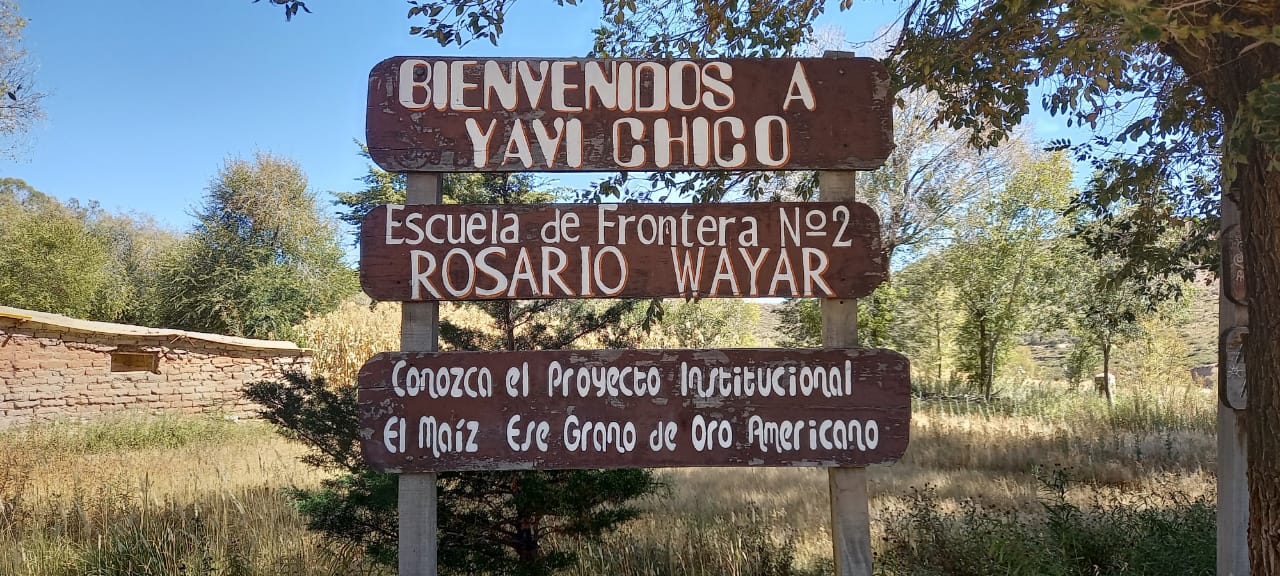 BIENVENIDOS A
YAVI CHICO
Escuela de Frontera Nº2
ROSARIO WAYAR
Conozca el Proyecto Institucional
El Maíz Ese Grano de Oro Americano